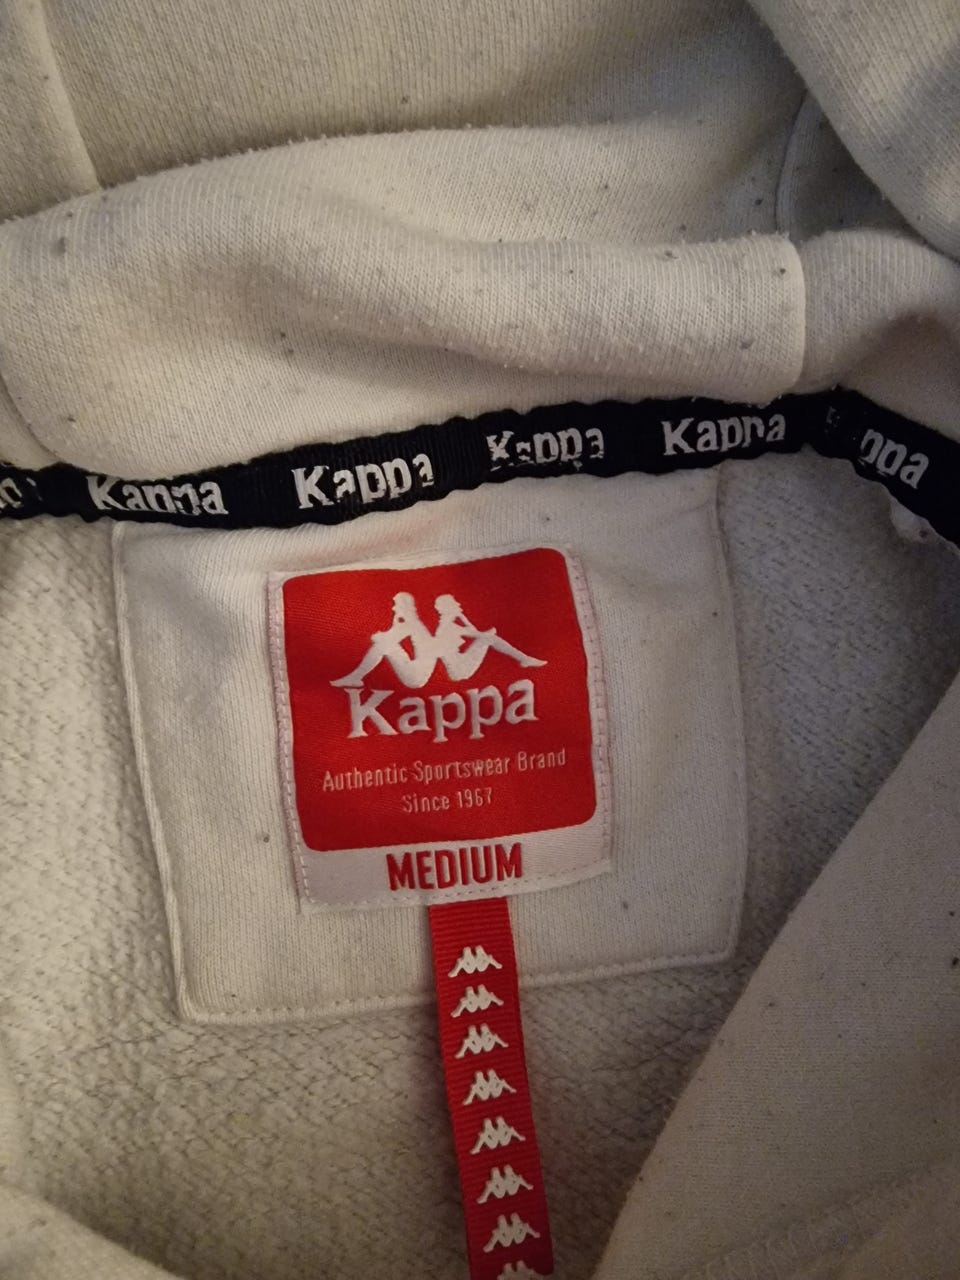 Kappa Kappa Kappa Kappa
Kappa
Authentic Sportswear Brand
Since 1967
MEDIUM